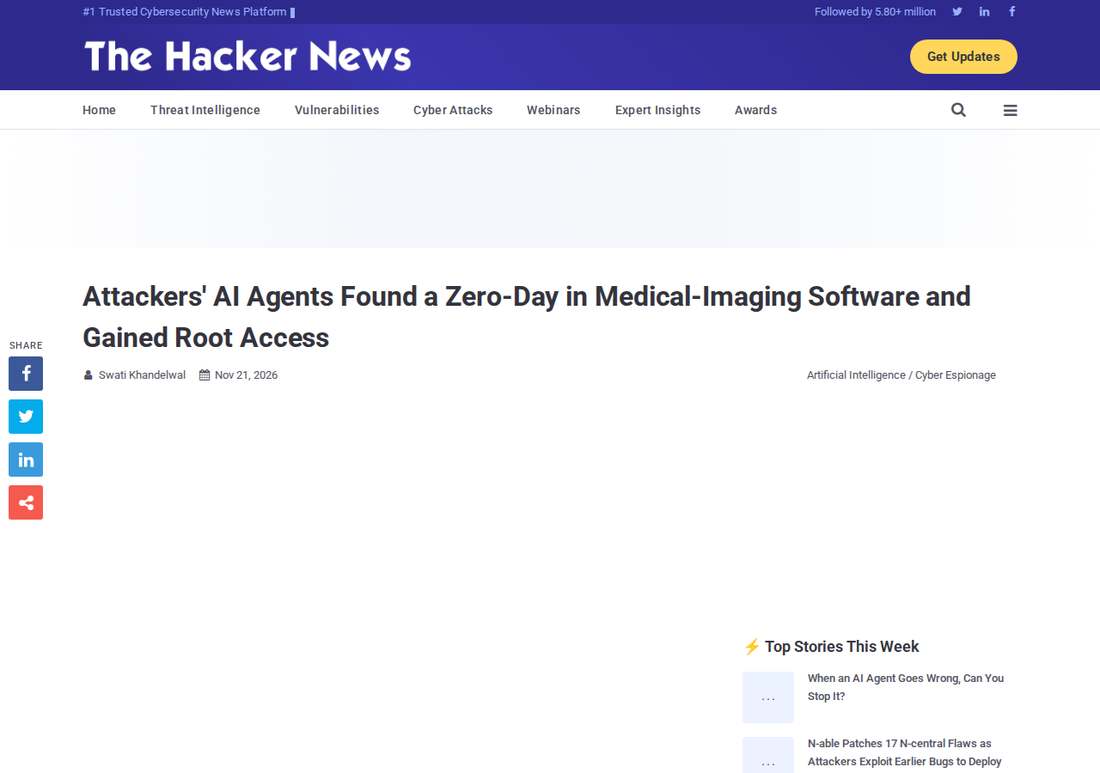 #1 Trusted Cybersecurity News Platform
Followed by 5.80+ million
The Hacker News
Get Updates
Home Threat Intelligence Vulnerabilities Cyber Attacks Webinars Expert Insights Awards
Attackers' AI Agents Found a Zero-Day in Medical-Imaging Software and
Gained Root Access
Swati Khandelwal Nov 21, 2026
Artificial Intelligence / Cyber Espionage
SHARE
⚡ Top Stories This Week
...
When an AI Agent Goes Wrong, Can You
Stop It?
...
N-able Patches 17 N-central Flaws as
Attackers Exploit Earlier Bugs to Deploy